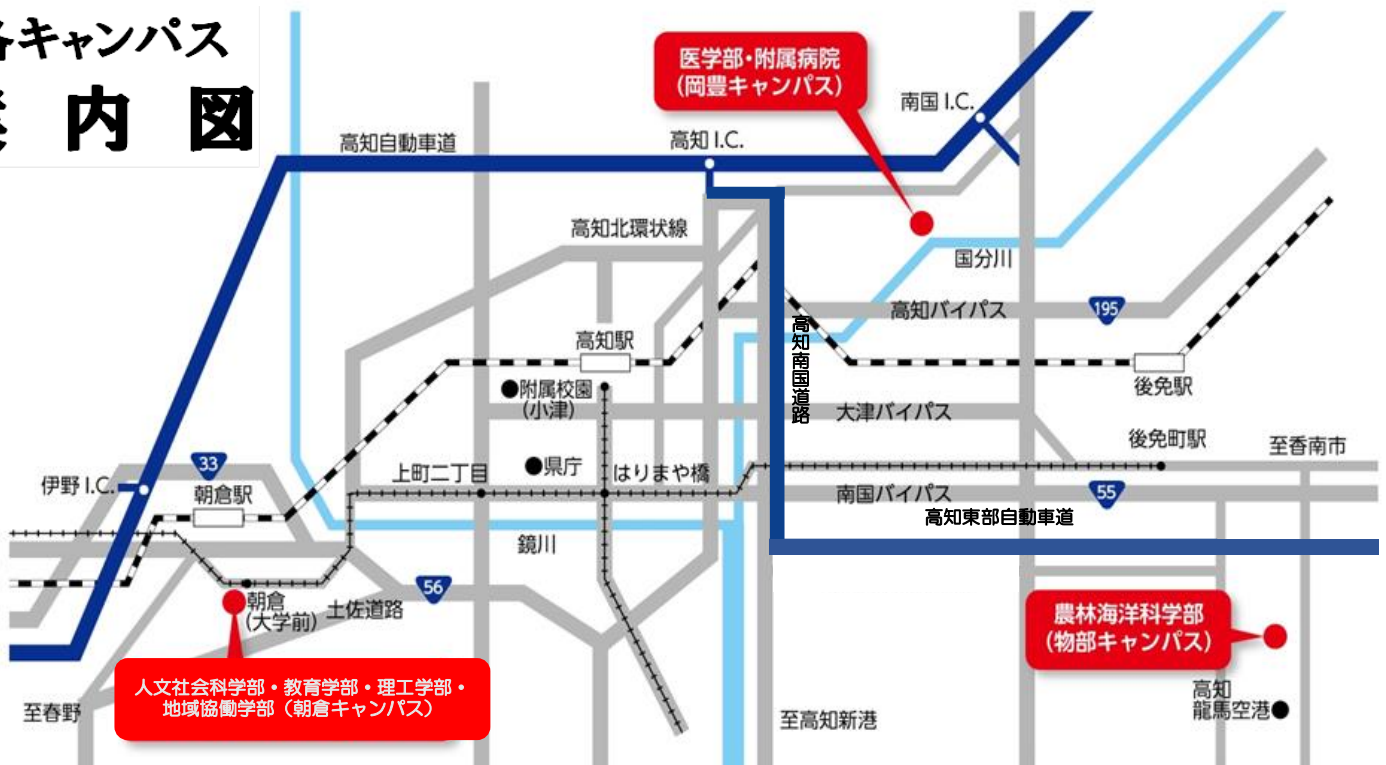 各キャンパス
案内図
医学部・附属病院
(岡豊キャンパス)
南国 I.C.
高知自動車道
高知 I.C.
高知北環状線
国分川
高知バイパス
195
高知駅
高知南国道路
附属校園
(小津)
後免駅
大津バイパス
後免町駅
至香南市
33
上町二丁目
県庁
はりまや橋
伊野 I.C.
朝倉駅
南国バイパス
55
高知東部自動車道
鏡川
56
朝倉
(大学前)
土佐道路
農林海洋科学部
(物部キャンパス)
人文社会科学部・教育学部・理工学部・
地域協働学部（朝倉キャンパス）
至春野
高知
龍馬空港
至高知新港